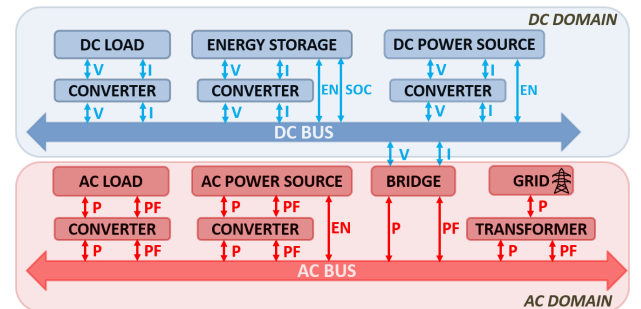 DC DOMAIN
DC LOAD ENERGY STORAGE DC POWER SOURCE
V I V I EN SOC V I EN
CONVERTER CONVERTER CONVERTER
V I V I V I
DC BUS
V I
AC LOAD AC POWER SOURCE BRIDGE GRID
P PF P PF EN P PF P
CONVERTER CONVERTER TRANSFORMER
P PF P PF P PF
AC BUS
AC DOMAIN